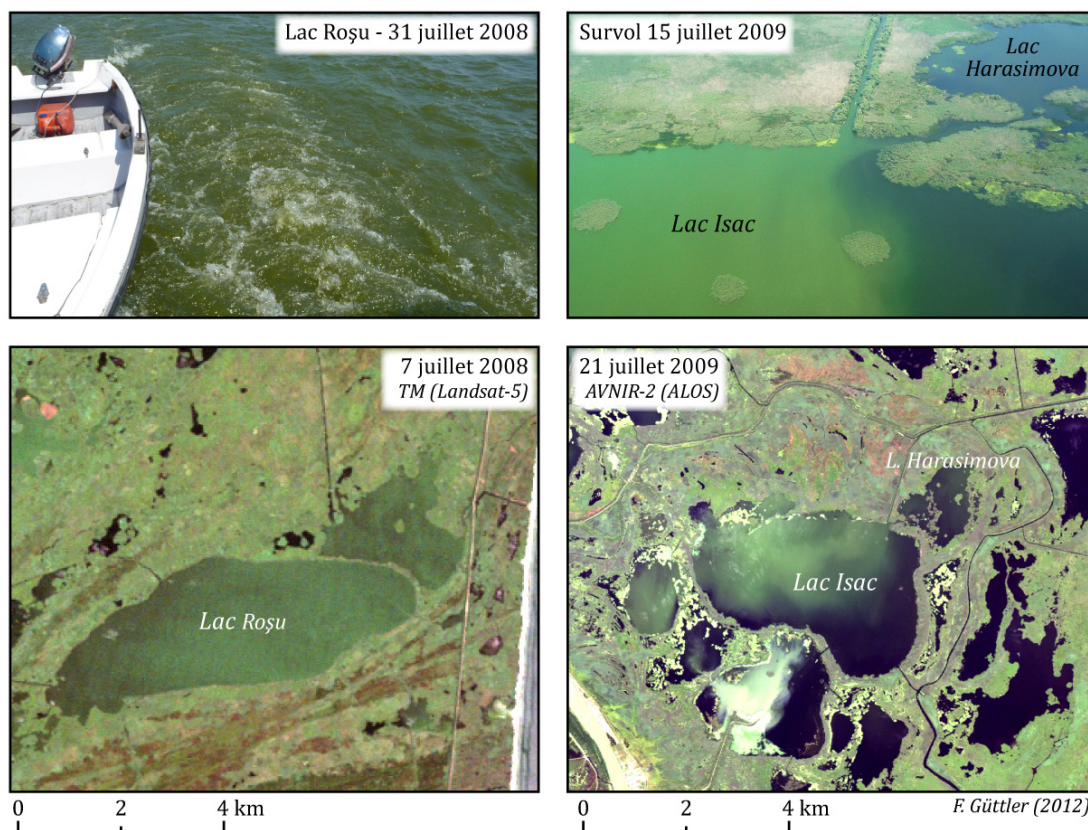 Lac Roşu - 31 juillet 2008
Survol 15 juillet 2009
Lac
Harasimova
Lac Isac
7 juillet 2008
TM (Landsat-5)
Lac Roşu
21 juillet 2009
AVNIR-2 (ALOS)
L. Harasimova
Lac Isac
0 2 4 km
0 2 4 km
F. Güttler (2012)